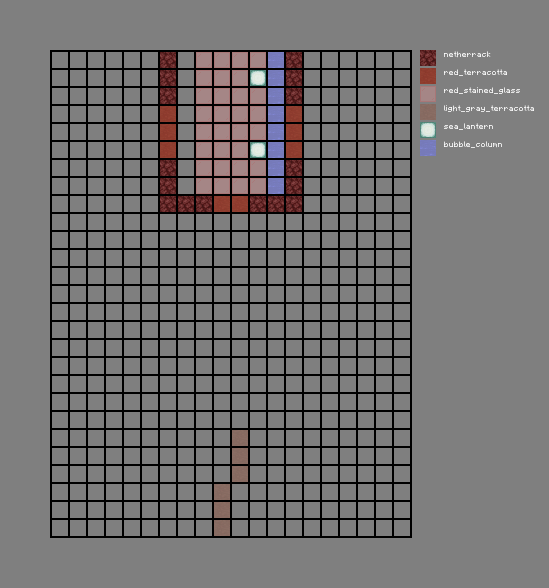 netherrack
red_terracotta
red_stained_glass
light_gray_terracotta
sea_lantern
bubble_column